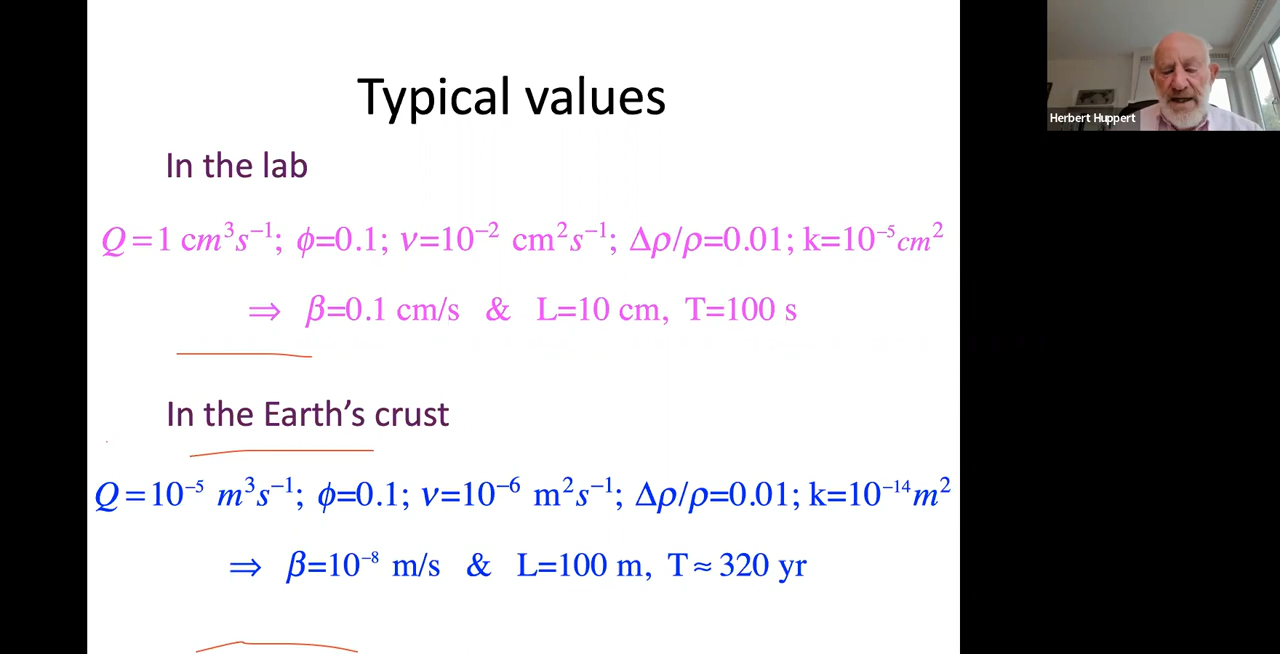 Typical values
Herbert Huppert
In the lab
Q=1 cm³s⁻¹; ϕ=0.1; ν=10⁻² cm²s⁻¹; Δρ/ρ=0.01; k=10⁻⁵cm²
⇒ β=0.1 cm/s & L=10 cm, T=100 s
In the Earth’s crust
Q=10⁻⁵ m³s⁻¹; ϕ=0.1; ν=10⁻⁶ m²s⁻¹; Δρ/ρ=0.01; k=10⁻¹⁴m²
⇒ β=10⁻⁸ m/s & L=100 m, T≈320 yr